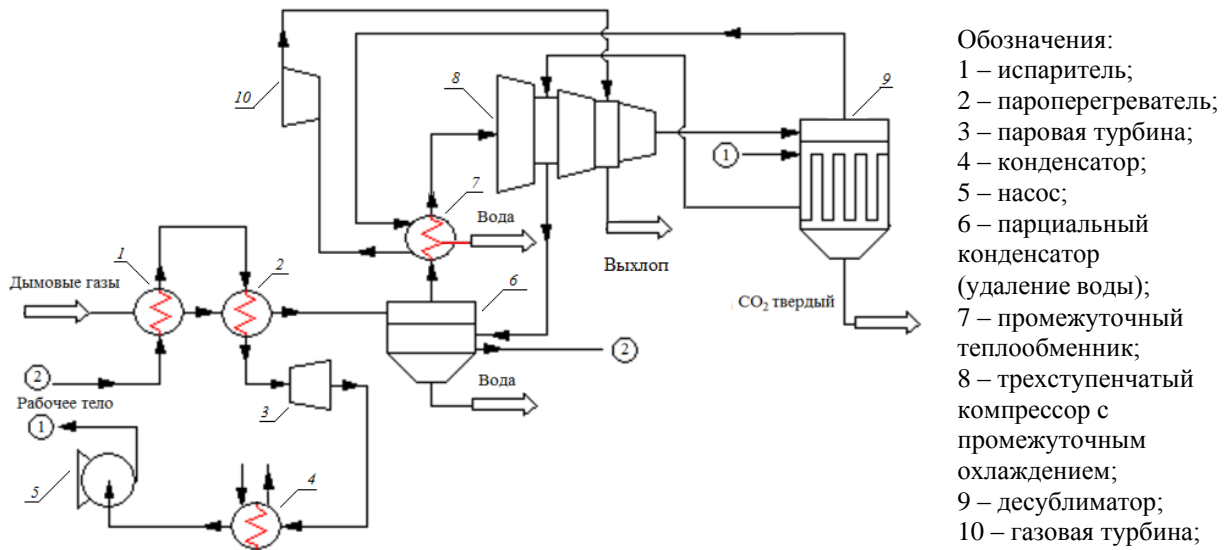 Обозначения:
1 – испаритель;
2 – пароперегреватель;
3 – паровая турбина;
4 – конденсатор;
5 – насос;
6 – парциальный
конденсатор
(удаление воды);
7 – промежуточный
теплообменник;
8 – трехступенчатый
компрессор с
промежуточным
охлаждением;
9 – десублиматор;
10 – газовая турбина;
10
8
9
1
7
Вода
Выхлоп
1
2
Дымовые газы
6
CO₂ твердый
2
2
Рабочее тело
3
Вода
1
5
4